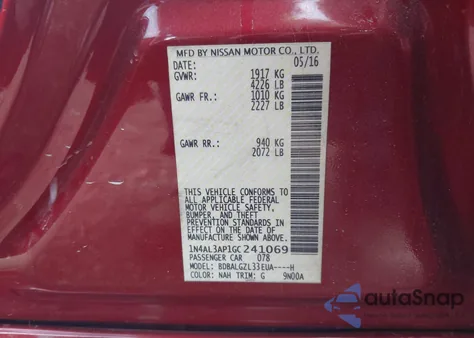 MFD BY NISSAN MOTOR CO., LTD.
DATE: 05/16
GVWR: 1917 KG
4226 LB
GAWR FR.: 1010 KG
2227 LB
GAWR RR.: 940 KG
2072 LB
THIS VEHICLE CONFORMS TO
ALL APPLICABLE FEDERAL
MOTOR VEHICLE SAFETY,
BUMPER, AND THEFT
PREVENTION STANDARDS IN
EFFECT ON THE DATE OF
MANUFACTURE SHOWN ABOVE.
1N4AL3AP1GC241069
PASSENGER CAR 078
MODEL: BDBALGZL33EUA----H
COLOR: NAH TRIM: G 9N00A
autaSnap